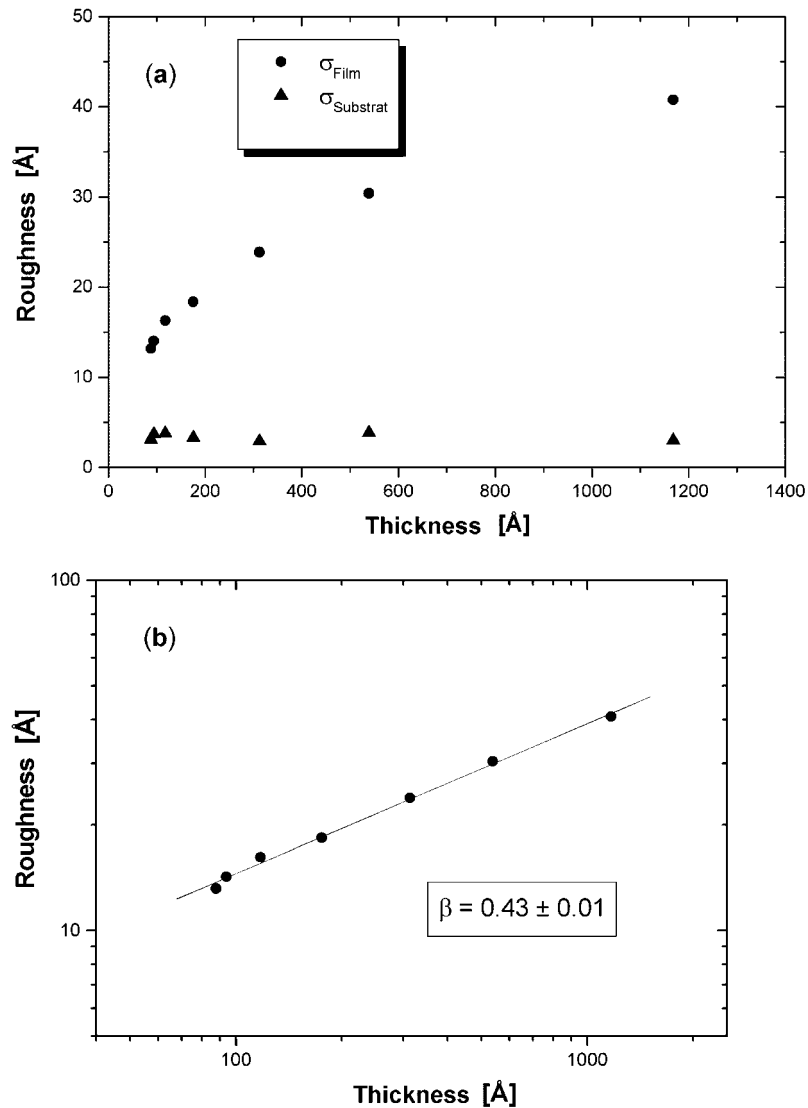 50
40
30
20
10
0
Roughness [Å]
(a)
σFilm
σSubstrat
0 200 400 600 800 1000 1200 1400
Thickness [Å]
100
10
Roughness [Å]
(b)
β = 0.43 ± 0.01
100 1000
Thickness [Å]